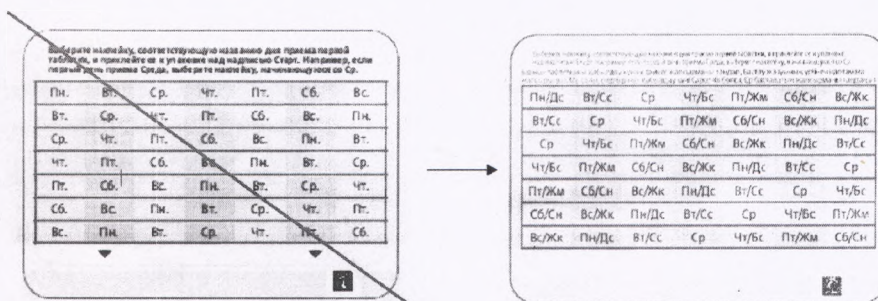 Выберите наклейку, соответствующую названию дня приема первой
таблетки, и приклейте ее к упаковке над надписью Старт. Например, если
первый день приема Среда, выберите наклейку, начинающуюся со Ср.
Пн. Вт. Ср. Чт. Пт. Сб. Вс.
Вт. Ср. Чт. Пт. Сб. Вс. Пн.
Ср. Чт. Пт. Сб. Вс. Пн. Вт.
Чт. Пт. Сб. Вс. Пн. Вт. Ср.
Пт. Сб. Вс. Пн. Вт. Ср. Чт.
Сб. Вс. Пн. Вт. Ср. Чт. Пт.
Вс. Пн. Вт. Ср. Чт. Пт. Сб.
Пн/Дс Вт/Сс Ср Чт/Бс Пт/Жм Сб/Сн Вс/Жк
Вт/Сс Ср Чт/Бс Пт/Жм Сб/Сн Вс/Жк Пн/Дс
Ср Чт/Бс Пт/Жм Сб/Сн Вс/Жк Пн/Дс Вт/Сс
Чт/Бс Пт/Жм Сб/Сн Вс/Жк Пн/Дс Вт/Сс Ср
Пт/Жм Сб/Сн Вс/Жк Пн/Дс Вт/Сс Ср Чт/Бс
Сб/Сн Вс/Жк Пн/Дс Вт/Сс Ср Чт/Бс Пт/Жм
Вс/Жк Пн/Дс Вт/Сс Ср Чт/Бс Пт/Жм Сб/Сн